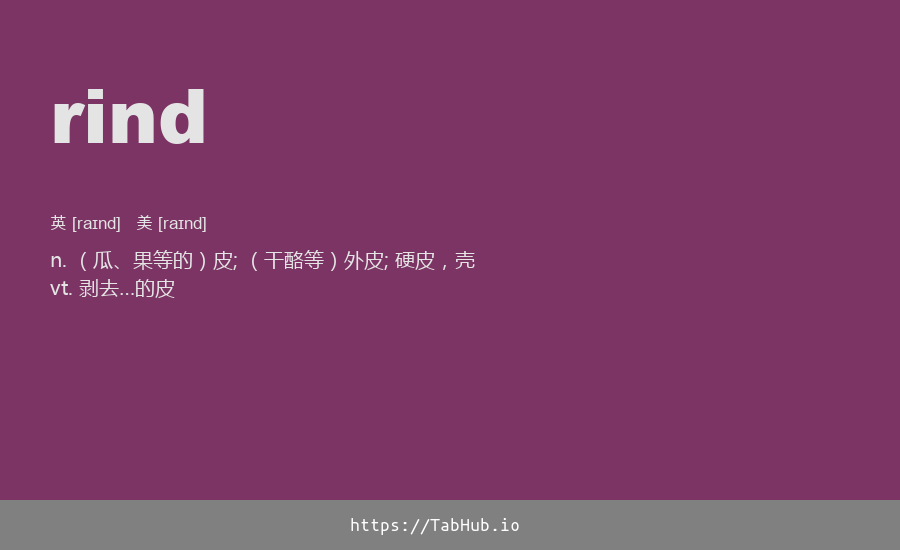 rind
英 [raɪnd] 美 [raɪnd]
n. （瓜、果等的）皮; （干酪等）外皮; 硬皮，壳
vt. 剥去…的皮
https://TabHub.io